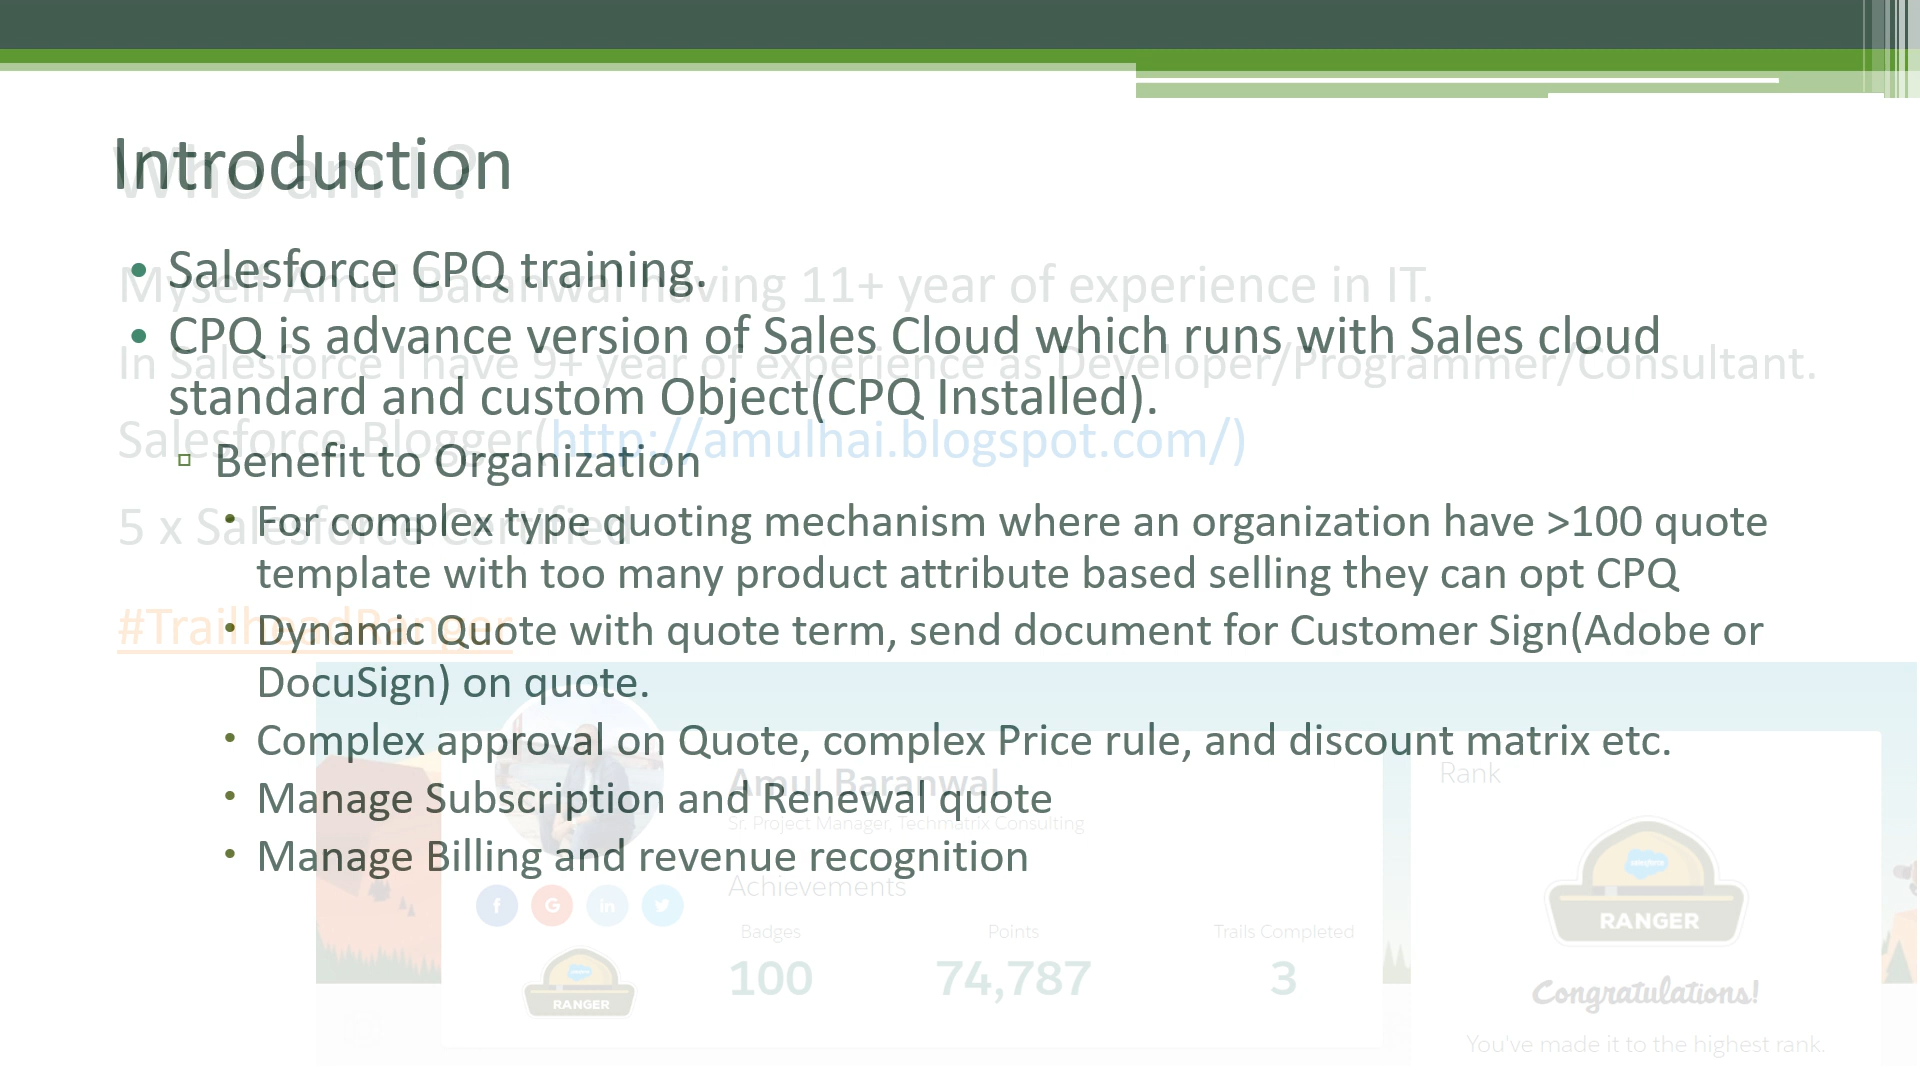 Introduction
Who am I ?
• Salesforce CPQ training.
Myself Amul Baranwal having 11+ year of experience in IT.
• CPQ is advance version of Sales Cloud which runs with Sales cloud
standard and custom Object(CPQ Installed).
In Salesforce I have 9+ year of experience as Developer/Programmer/Consultant.
Salesforce Blogger(http://amulhai.blogspot.com/)
Benefit to Organization
5 x Salesforce Certified
• For complex type quoting mechanism where an organization have >100 quote
template with too many product attribute based selling they can opt CPQ
#TrailheadRanger
• Dynamic Quote with quote term, send document for Customer Sign(Adobe or
DocuSign) on quote.
• Complex approval on Quote, complex Price rule, and discount matrix etc.
Amul Baranwal
Rank
• Manage Subscription and Renewal quote
Sr. Project Manager, Techmatrix Consulting
• Manage Billing and revenue recognition
Achievements
Badges Points Trails Completed
100 74,787 3
salesforce
RANGER
RANGER
Congratulations!
You've made it to the highest rank.